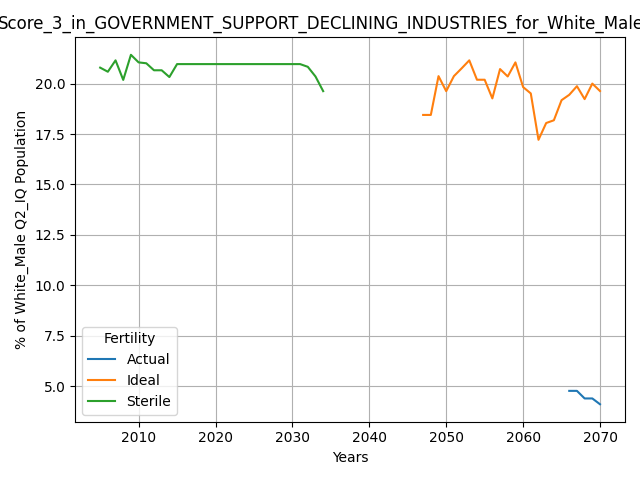 Score_3_in_GOVERNMENT_SUPPORT_DECLINING_INDUSTRIES_for_White_Male
% of White_Male Q2_IQ Population
20.0
17.5
15.0
12.5
10.0
7.5
5.0
Fertility
Actual
Ideal
Sterile
2010 2020 2030 2040 2050 2060 2070
Years